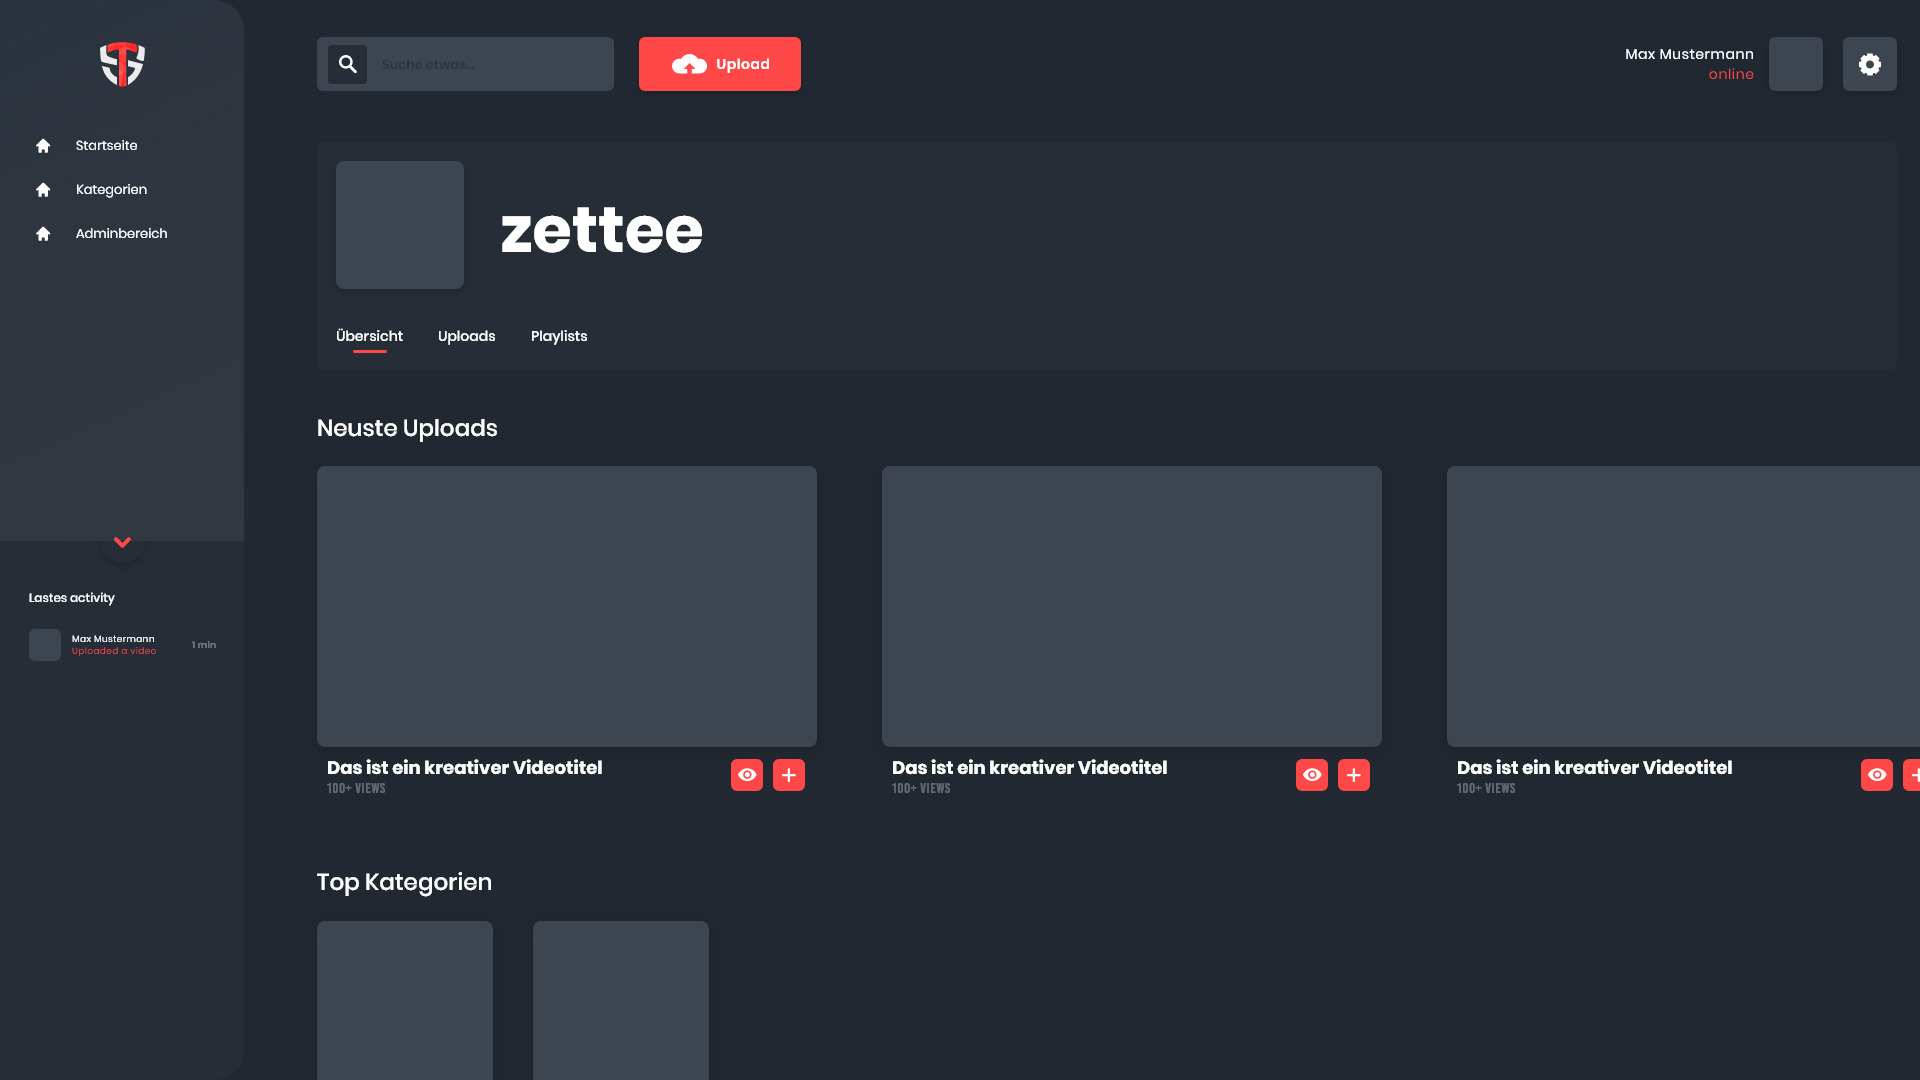 Startseite
Kategorien
Adminbereich
Lastes activity
Max Mustermann
Uploaded a video
1 min
Suche etwas...
Upload
Max Mustermann
online
zettee
Übersicht Uploads Playlists
Neuste Uploads
Das ist ein kreativer Videotitel
100+ VIEWS
Das ist ein kreativer Videotitel
100+ VIEWS
Das ist ein kreativer Videotitel
100+ VIEWS
Top Kategorien